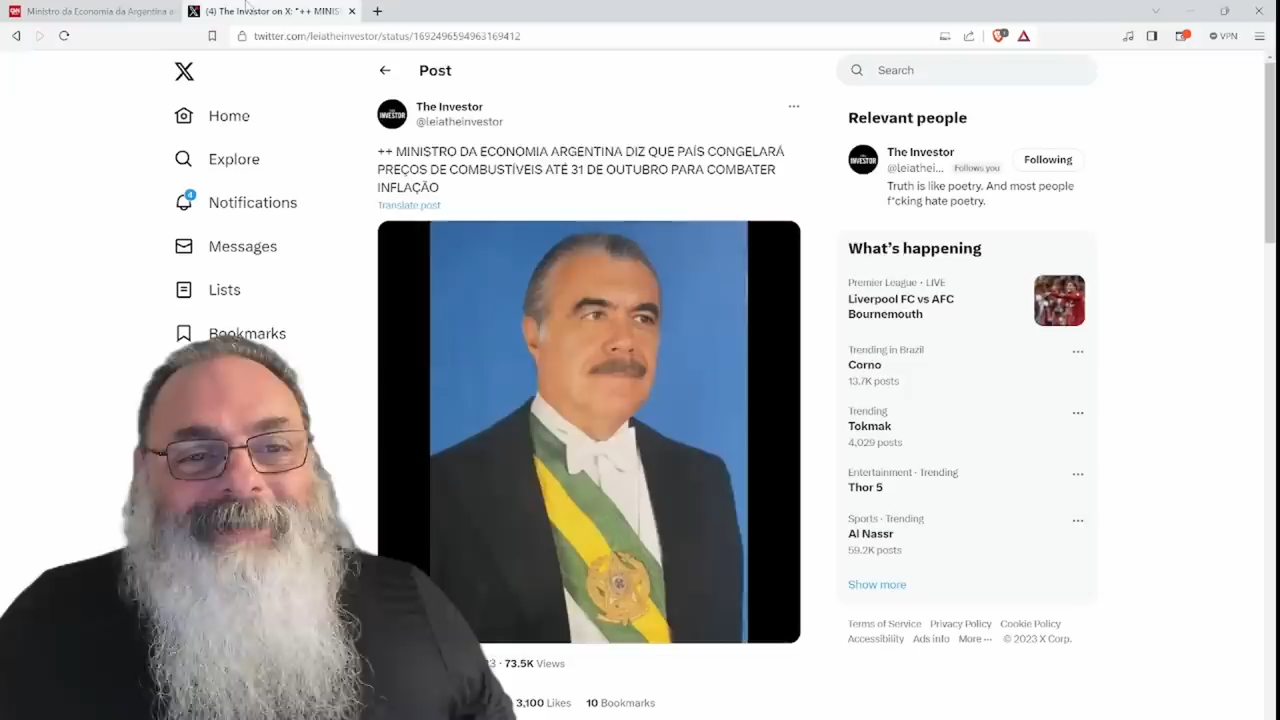 Ministro da Economia da Argentina a
(4) The Investor on X: "++ MINIS
twitter.com/leiatheinvestor/status/1692496594963169412
VPN
Home
Explore
4
Notifications
Messages
Lists
Bookmarks
Post
INVESTOR
The Investor
@leiatheinvestor
++ MINISTRO DA ECONOMIA ARGENTINA DIZ QUE PAÍS CONGELARÁ
PREÇOS DE COMBUSTÍVEIS ATÉ 31 DE OUTUBRO PARA COMBATER
INFLAÇÃO
Translate post
73.5K Views
3,100 Likes 10 Bookmarks
Search
Relevant people
INVESTOR
The Investor
@leiathei... Follows you
Following
Truth is like poetry. And most people
f*cking hate poetry.
What's happening
Premier League · LIVE
Liverpool FC vs AFC
Bournemouth
Trending in Brazil
Corno
13.7K posts
Trending
Tokmak
4,029 posts
Entertainment · Trending
Thor 5
Sports · Trending
Al Nassr
59.2K posts
Show more
Terms of Service Privacy Policy Cookie Policy
Accessibility Ads info More ··· © 2023 X Corp.